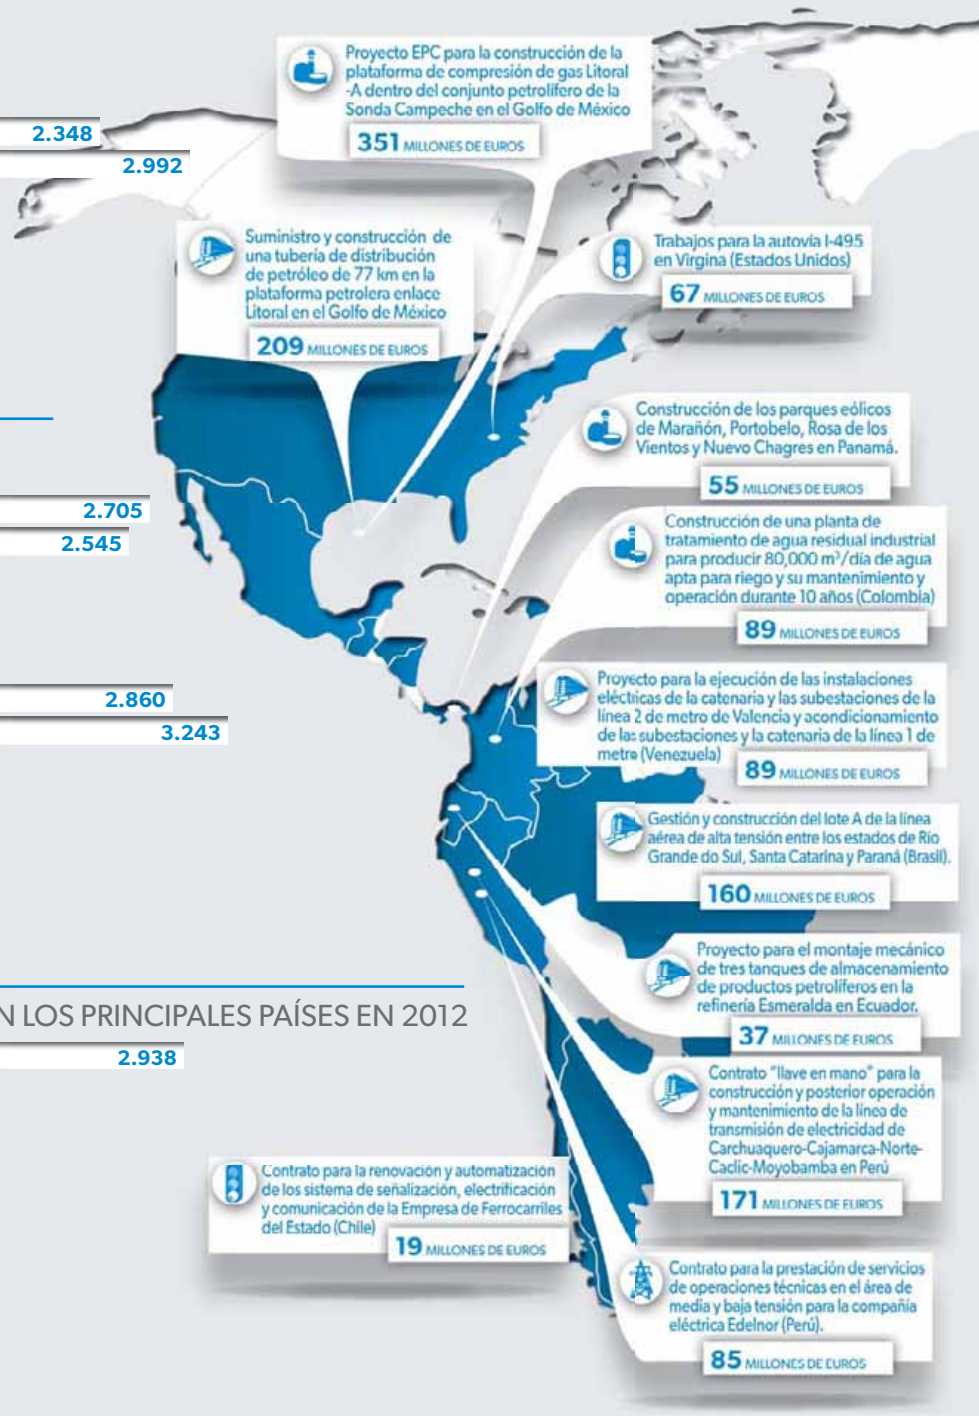 2.348
2.992
2.705
2.545
2.860
3.243
N LOS PRINCIPALES PAÍSES EN 2012
2.938
Proyecto EPC para la construcción de la
plataforma de compresión de gas Litoral
-A dentro del conjunto petrolífero de la
Sonda Campeche en el Golfo de México
351 MILLONES DE EUROS
Suministro y construcción de
una tubería de distribución
de petróleo de 77 km en la
plataforma petrolera enlace
Litoral en el Golfo de México
209 MILLONES DE EUROS
Trabajos para la autovía I-495
en Virgina (Estados Unidos)
67 MILLONES DE EUROS
Construcción de los parques eólicos
de Marañón, Portobelo, Rosa de los
Vientos y Nuevo Chagres en Panamá.
55 MILLONES DE EUROS
Construcción de una planta de
tratamiento de agua residual industrial
para producir 80,000 m³/día de agua
apta para riego y su mantenimiento y
operación durante 10 años (Colombia)
89 MILLONES DE EUROS
Proyecto para la ejecución de las instalaciones
eléctricas de la catenaria y las subestaciones de la
línea 2 de metro de Valencia y acondicionamiento
de las subestaciones y la catenaria de la línea 1 de
metro (Venezuela)
89 MILLONES DE EUROS
Gestión y construcción del lote A de la línea
aérea de alta tensión entre los estados de Río
Grande do Sul, Santa Catarina y Paraná (Brasil).
160 MILLONES DE EUROS
Proyecto para el montaje mecánico
de tres tanques de almacenamiento
de productos petrolíferos en la
refinería Esmeralda en Ecuador.
37 MILLONES DE EUROS
Contrato "llave en mano" para la
construcción y posterior operación
y mantenimiento de la línea de
transmisión de electricidad de
Carchuaquero-Cajamarca-Norte-
Caclic-Moyobamba en Perú
171 MILLONES DE EUROS
Contrato para la renovación y automatización
de los sistema de señalización, electrificación
y comunicación de la Empresa de Ferrocarriles
del Estado (Chile)
19 MILLONES DE EUROS
Contrato para la prestación de servicios
de operaciones técnicas en el área de
media y baja tensión para la compañía
eléctrica Edelnor (Perú).
85 MILLONES DE EUROS